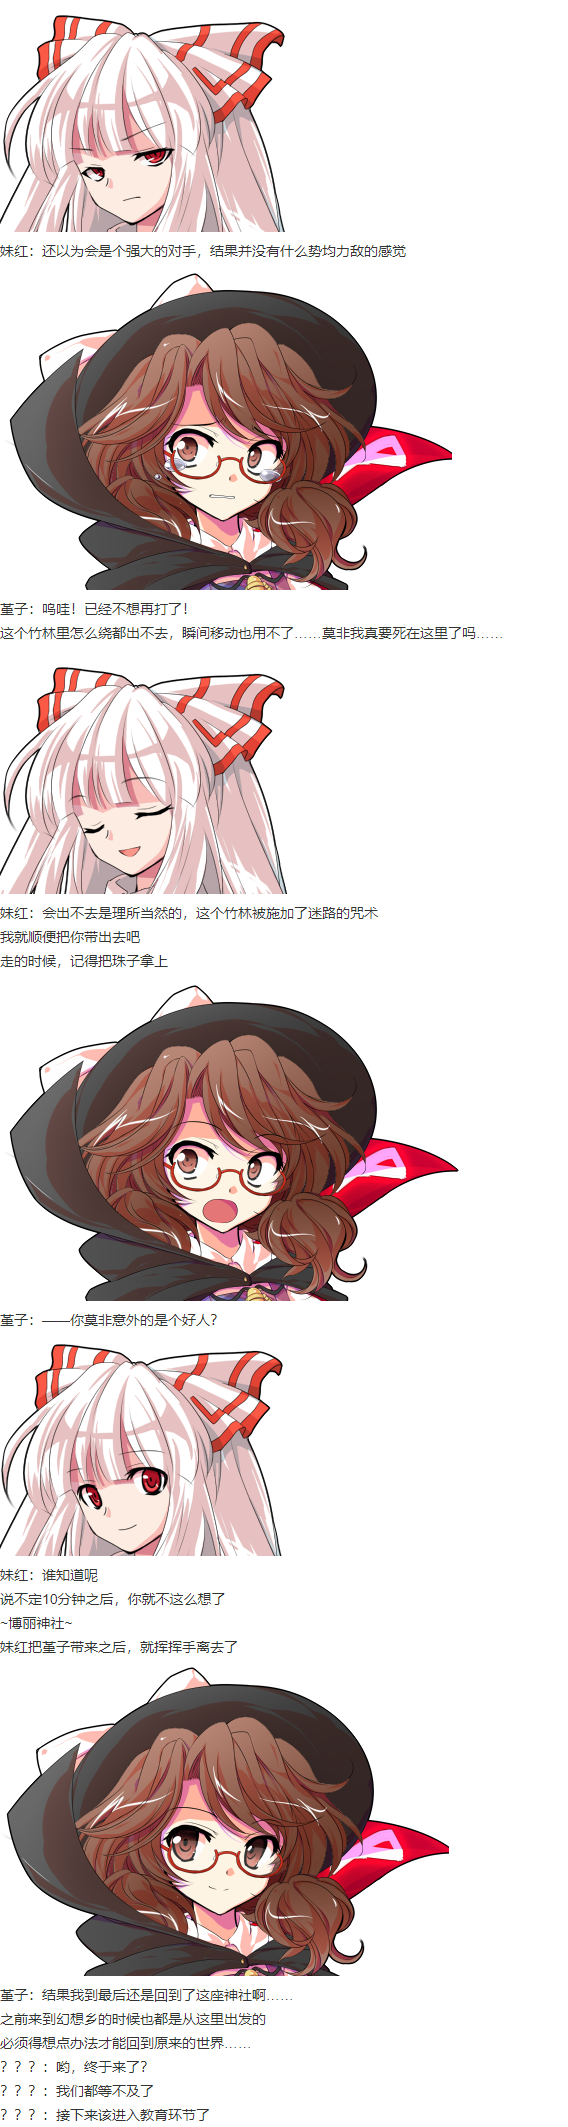 妹红：还以为会是个强大的对手，结果并没有什么势均力敌的感觉
堇子：呜哇！已经不想再打了！
这个竹林里怎么绕都出不去，瞬间移动也用不了……莫非我真要死在这里了吗……
妹红：会出不去是理所当然的，这个竹林被施加了迷路的咒术
我就顺便把你带出去吧
走的时候，记得把珠子拿上
堇子：——你莫非意外的是个好人？
妹红：谁知道呢
说不定10分钟之后，你就不这么想了
~博丽神社~
妹红把堇子带来之后，就挥挥手离去了
堇子：结果我到最后还是回到了这座神社啊……
之前来到幻想乡的时候也都是从这里出发的
必须得想点办法才能回到原来的世界……
？？？：哟，终于来了？
？？？：我们都等不及了
？？？：接下来该进入教育环节了